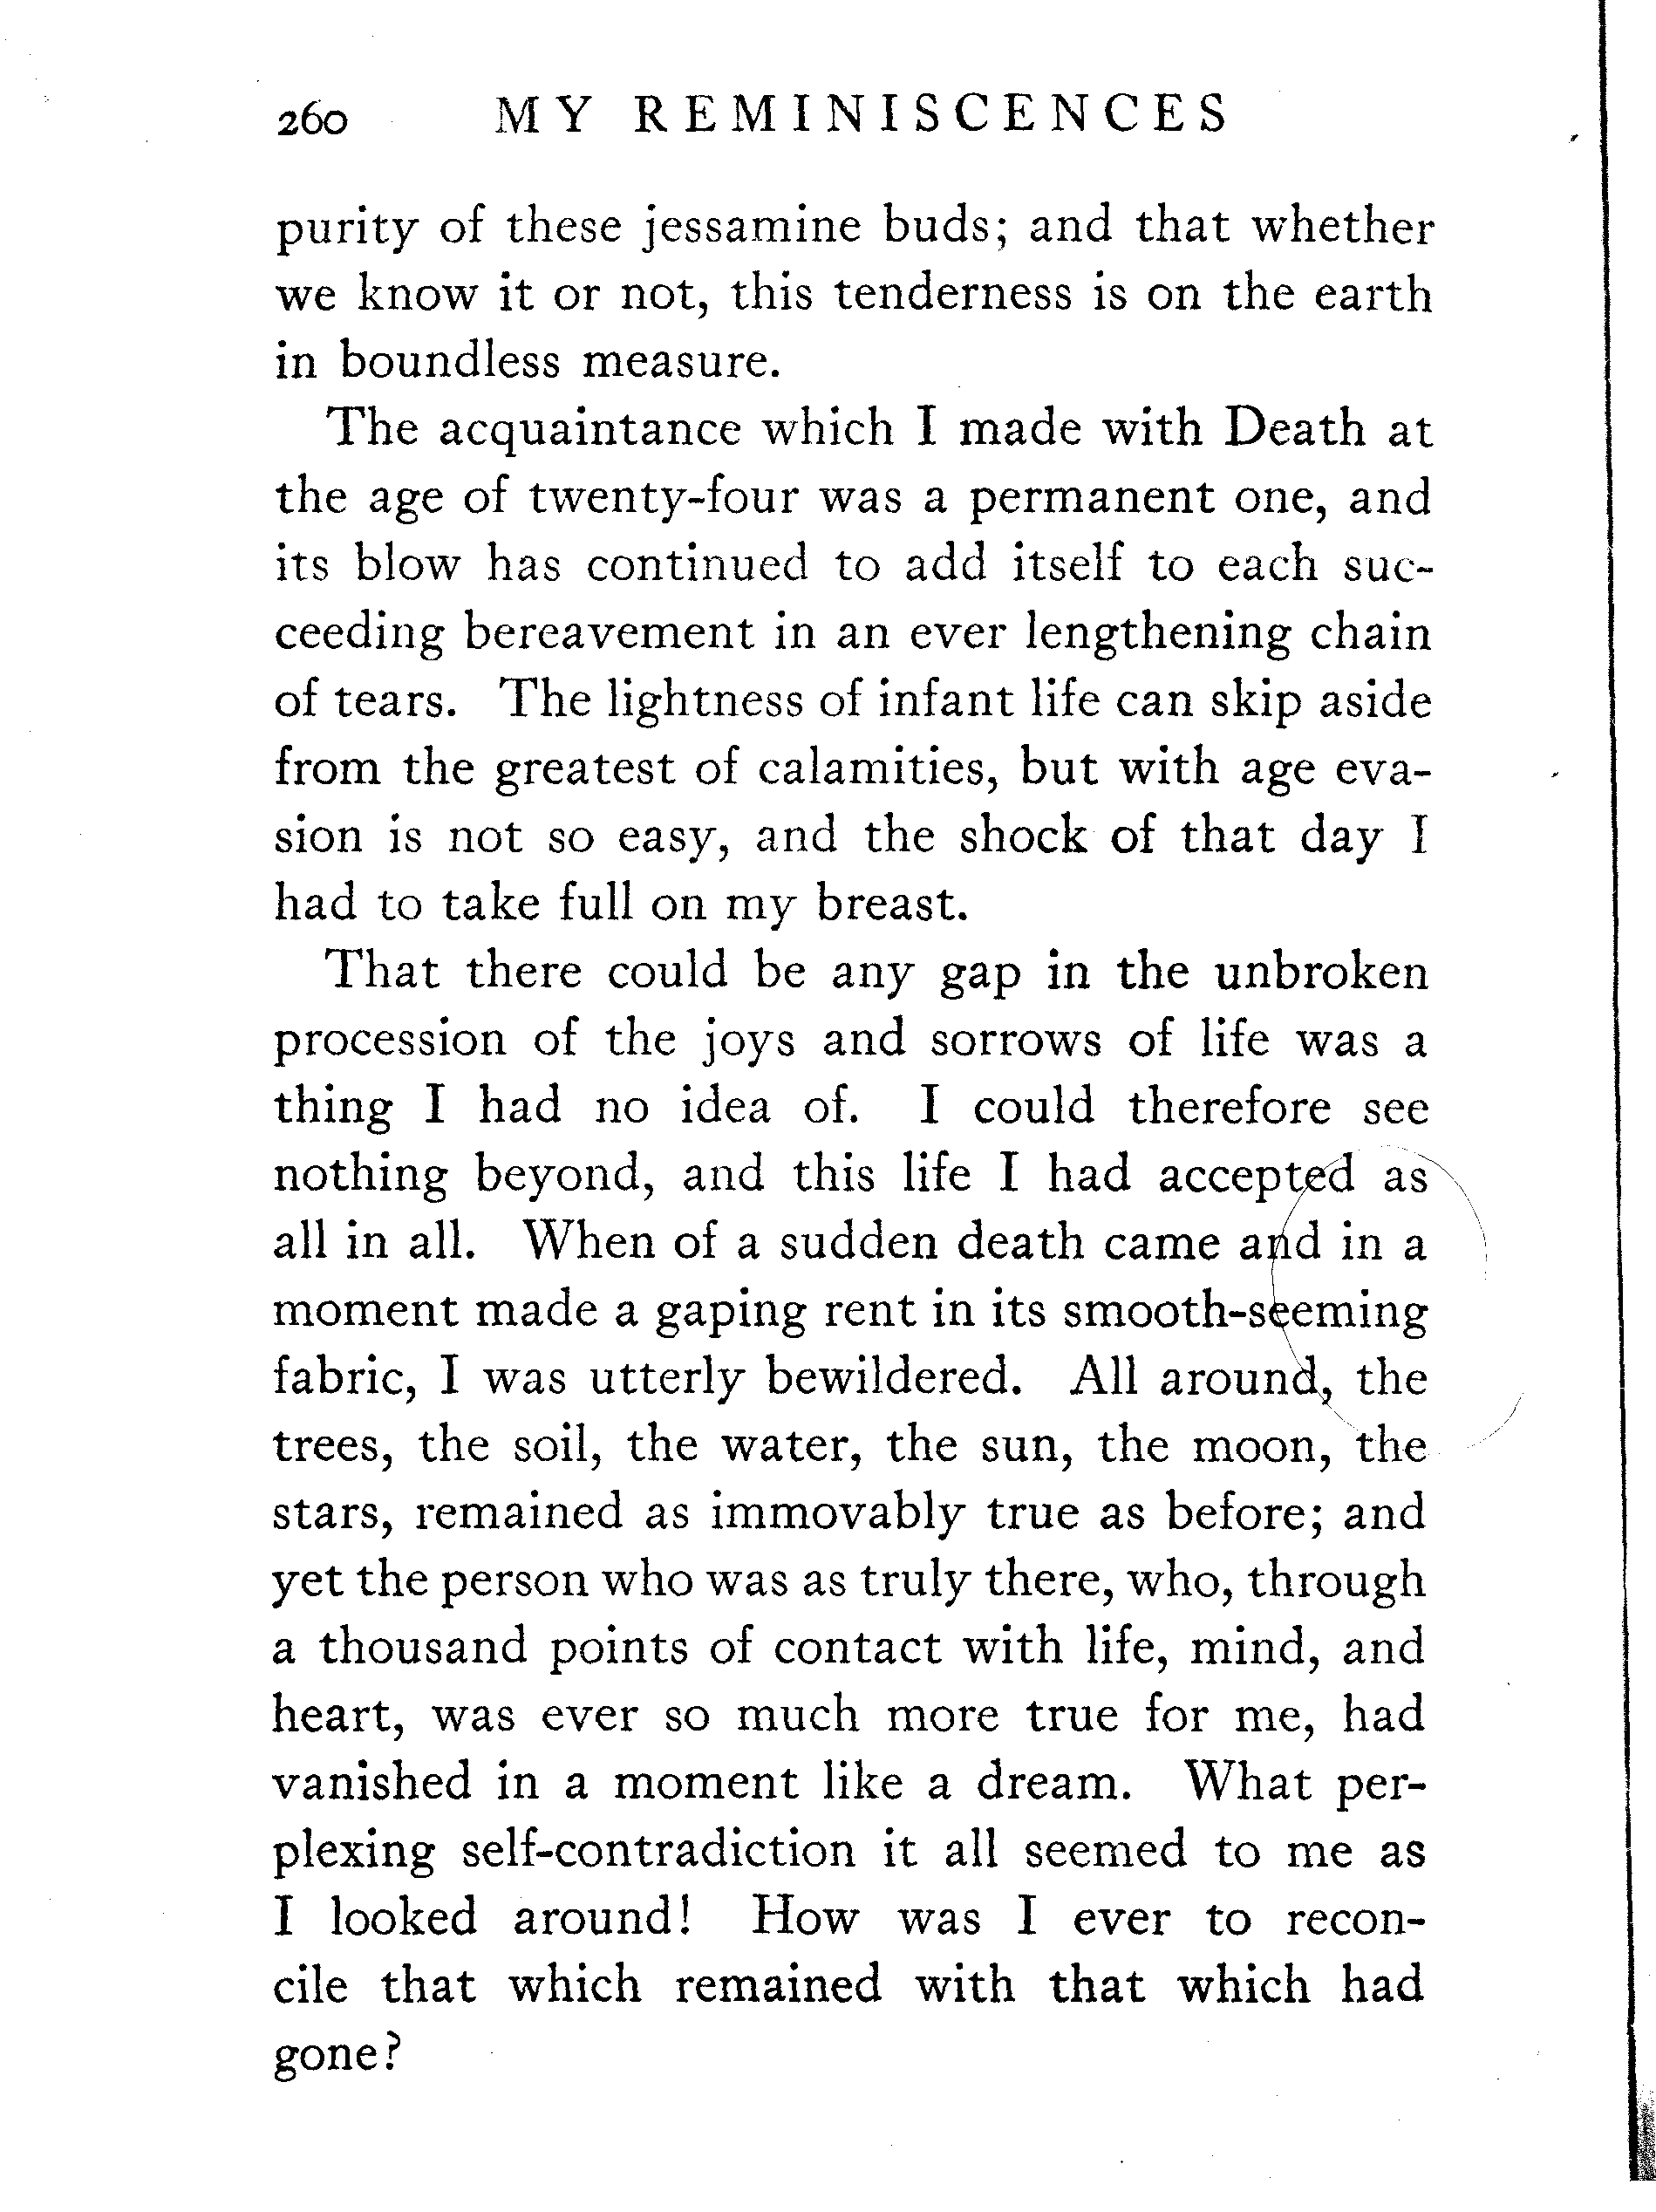 260 MY REMINISCENCES
purity of these jessamine buds; and that whether
we know it or not, this tenderness is on the earth
in boundless measure.
The acquaintance which I made with Death at
the age of twenty-four was a permanent one, and
its blow has continued to add itself to each suc-
ceeding bereavement in an ever lengthening chain
of tears. The lightness of infant life can skip aside
from the greatest of calamities, but with age eva-
sion is not so easy, and the shock of that day I
had to take full on my breast.
That there could be any gap in the unbroken
procession of the joys and sorrows of life was a
thing I had no idea of. I could therefore see
nothing beyond, and this life I had accepted as
all in all. When of a sudden death came and in a
moment made a gaping rent in its smooth-seeming
fabric, I was utterly bewildered. All around, the
trees, the soil, the water, the sun, the moon, the
stars, remained as immovably true as before; and
yet the person who was as truly there, who, through
a thousand points of contact with life, mind, and
heart, was ever so much more true for me, had
vanished in a moment like a dream. What per-
plexing self-contradiction it all seemed to me as
I looked around! How was I ever to recon-
cile that which remained with that which had
gone?